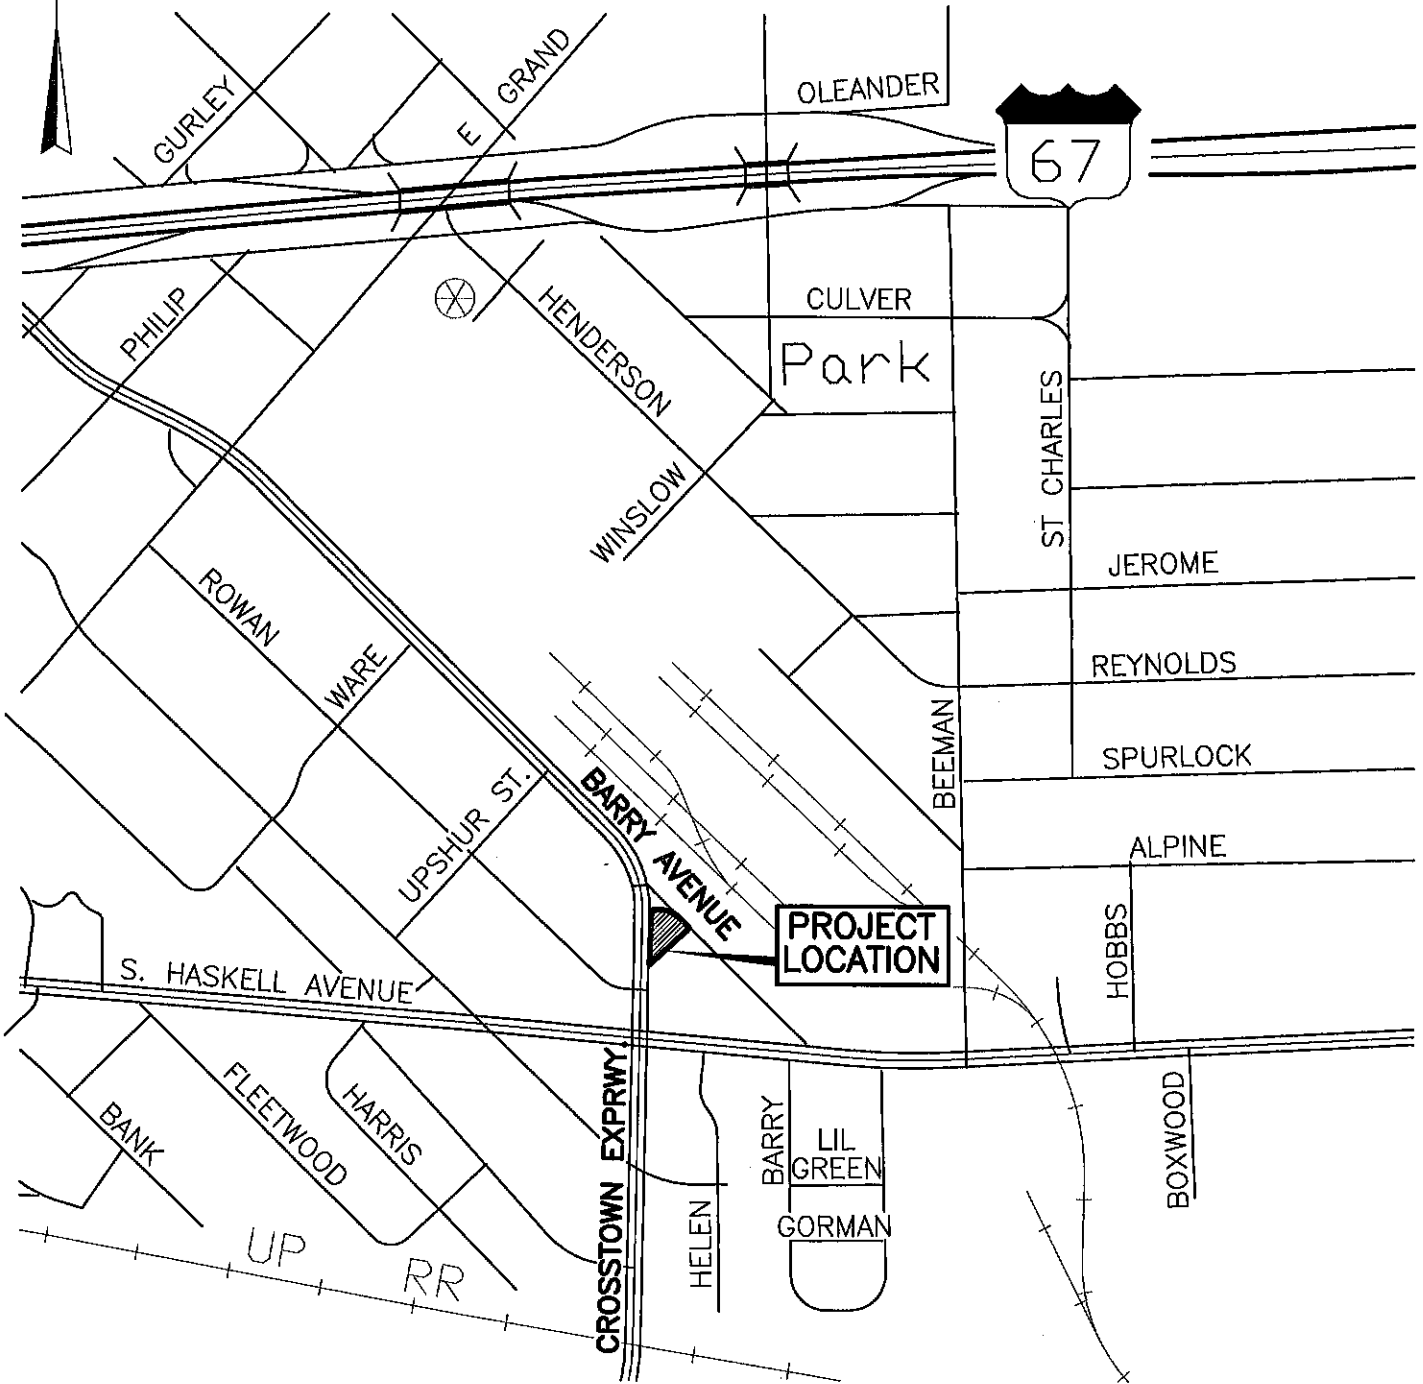 GURLEY
E GRAND
OLEANDER
67
PHILIP
HENDERSON
CULVER
Park
WINSLOW
ST CHARLES
JEROME
ROWAN
WARE
REYNOLDS
BEEMAN
SPURLOCK
UPSHUR ST.
BARRY AVENUE
ALPINE
PROJECT
LOCATION
HOBBS
S. HASKELL AVENUE
FLEETWOOD
HARRIS
BANK
CROSSTOWN EXPRWY.
HELEN
BARRY
LIL
GREEN
GORMAN
BOXWOOD
UP RR